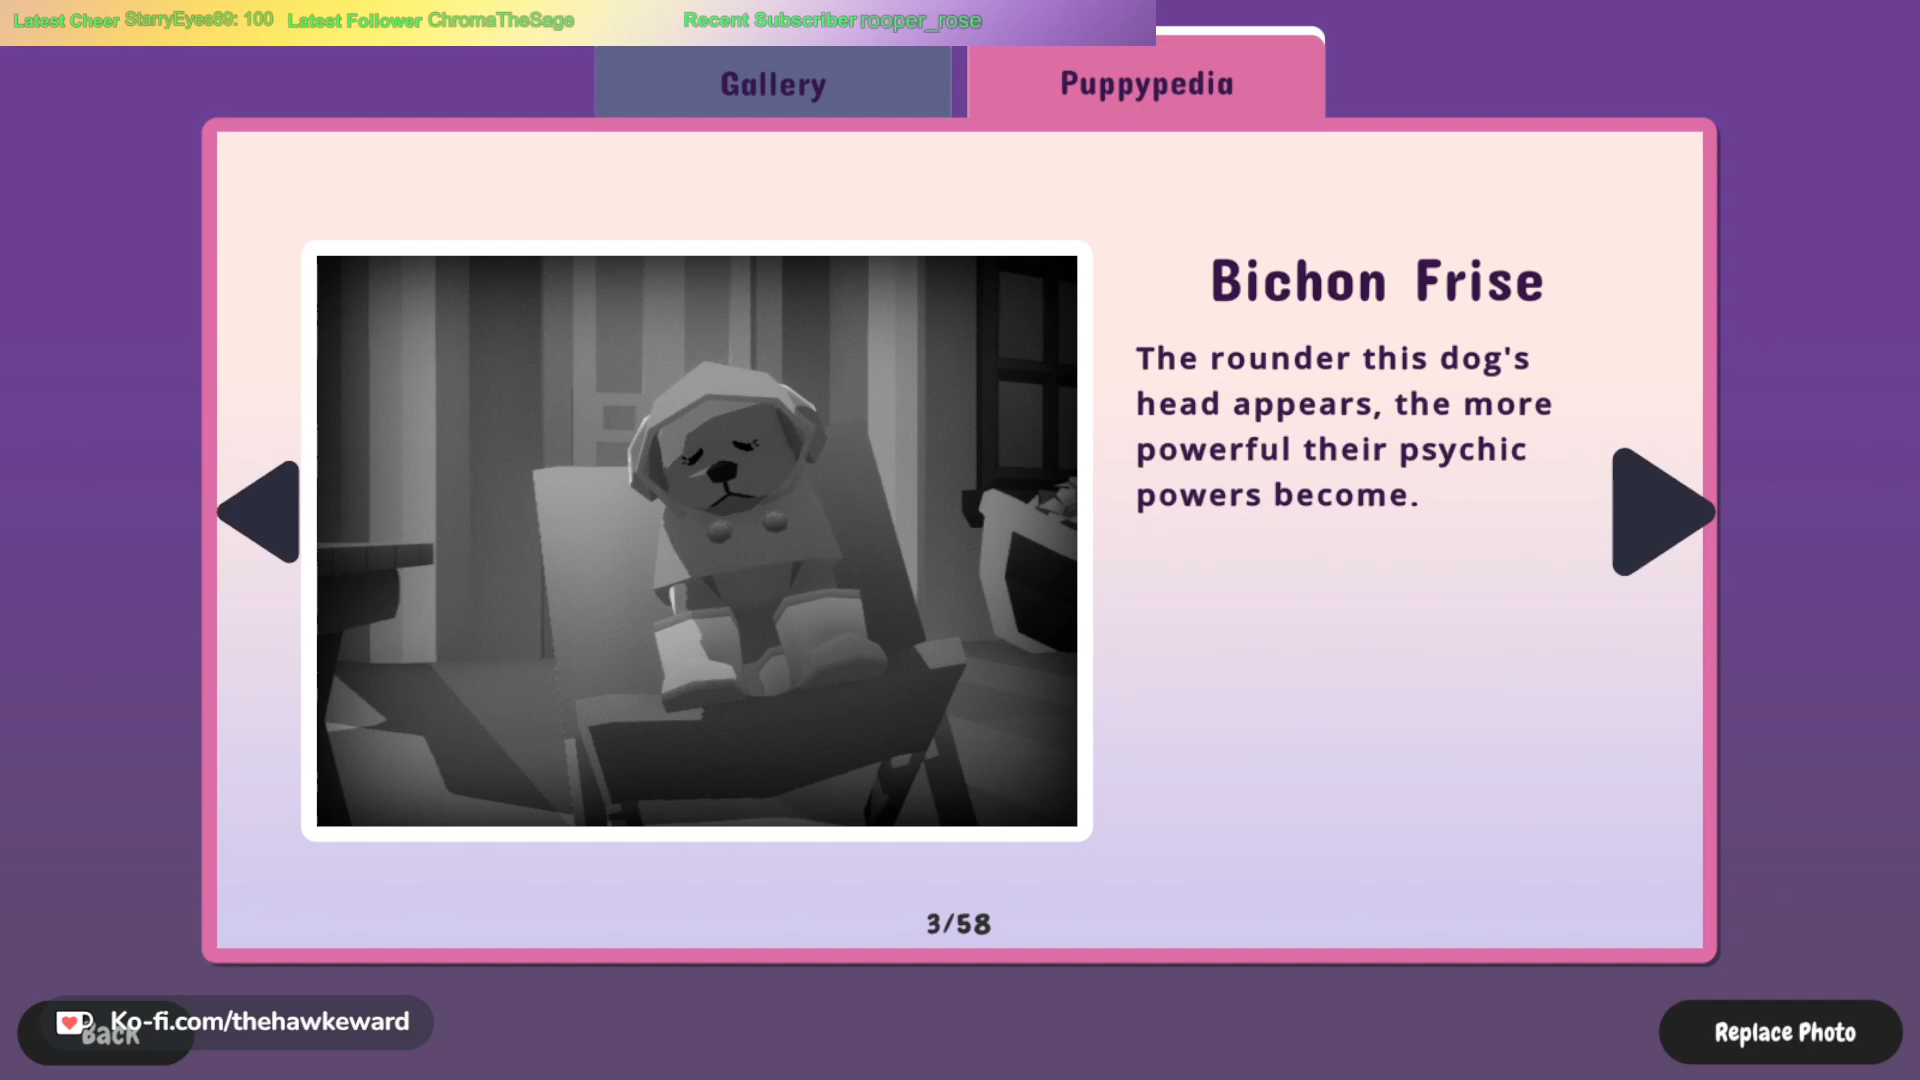 Latest Cheer StarryEyes89: 100 Latest Follower ChromaTheSage Recent Subscriber rooper_rose
Gallery
Puppypedia
Bichon Frise
The rounder this dog's
head appears, the more
powerful their psychic
powers become.
3/58
Ko-fi.com/thehawkeward
Back
Replace Photo